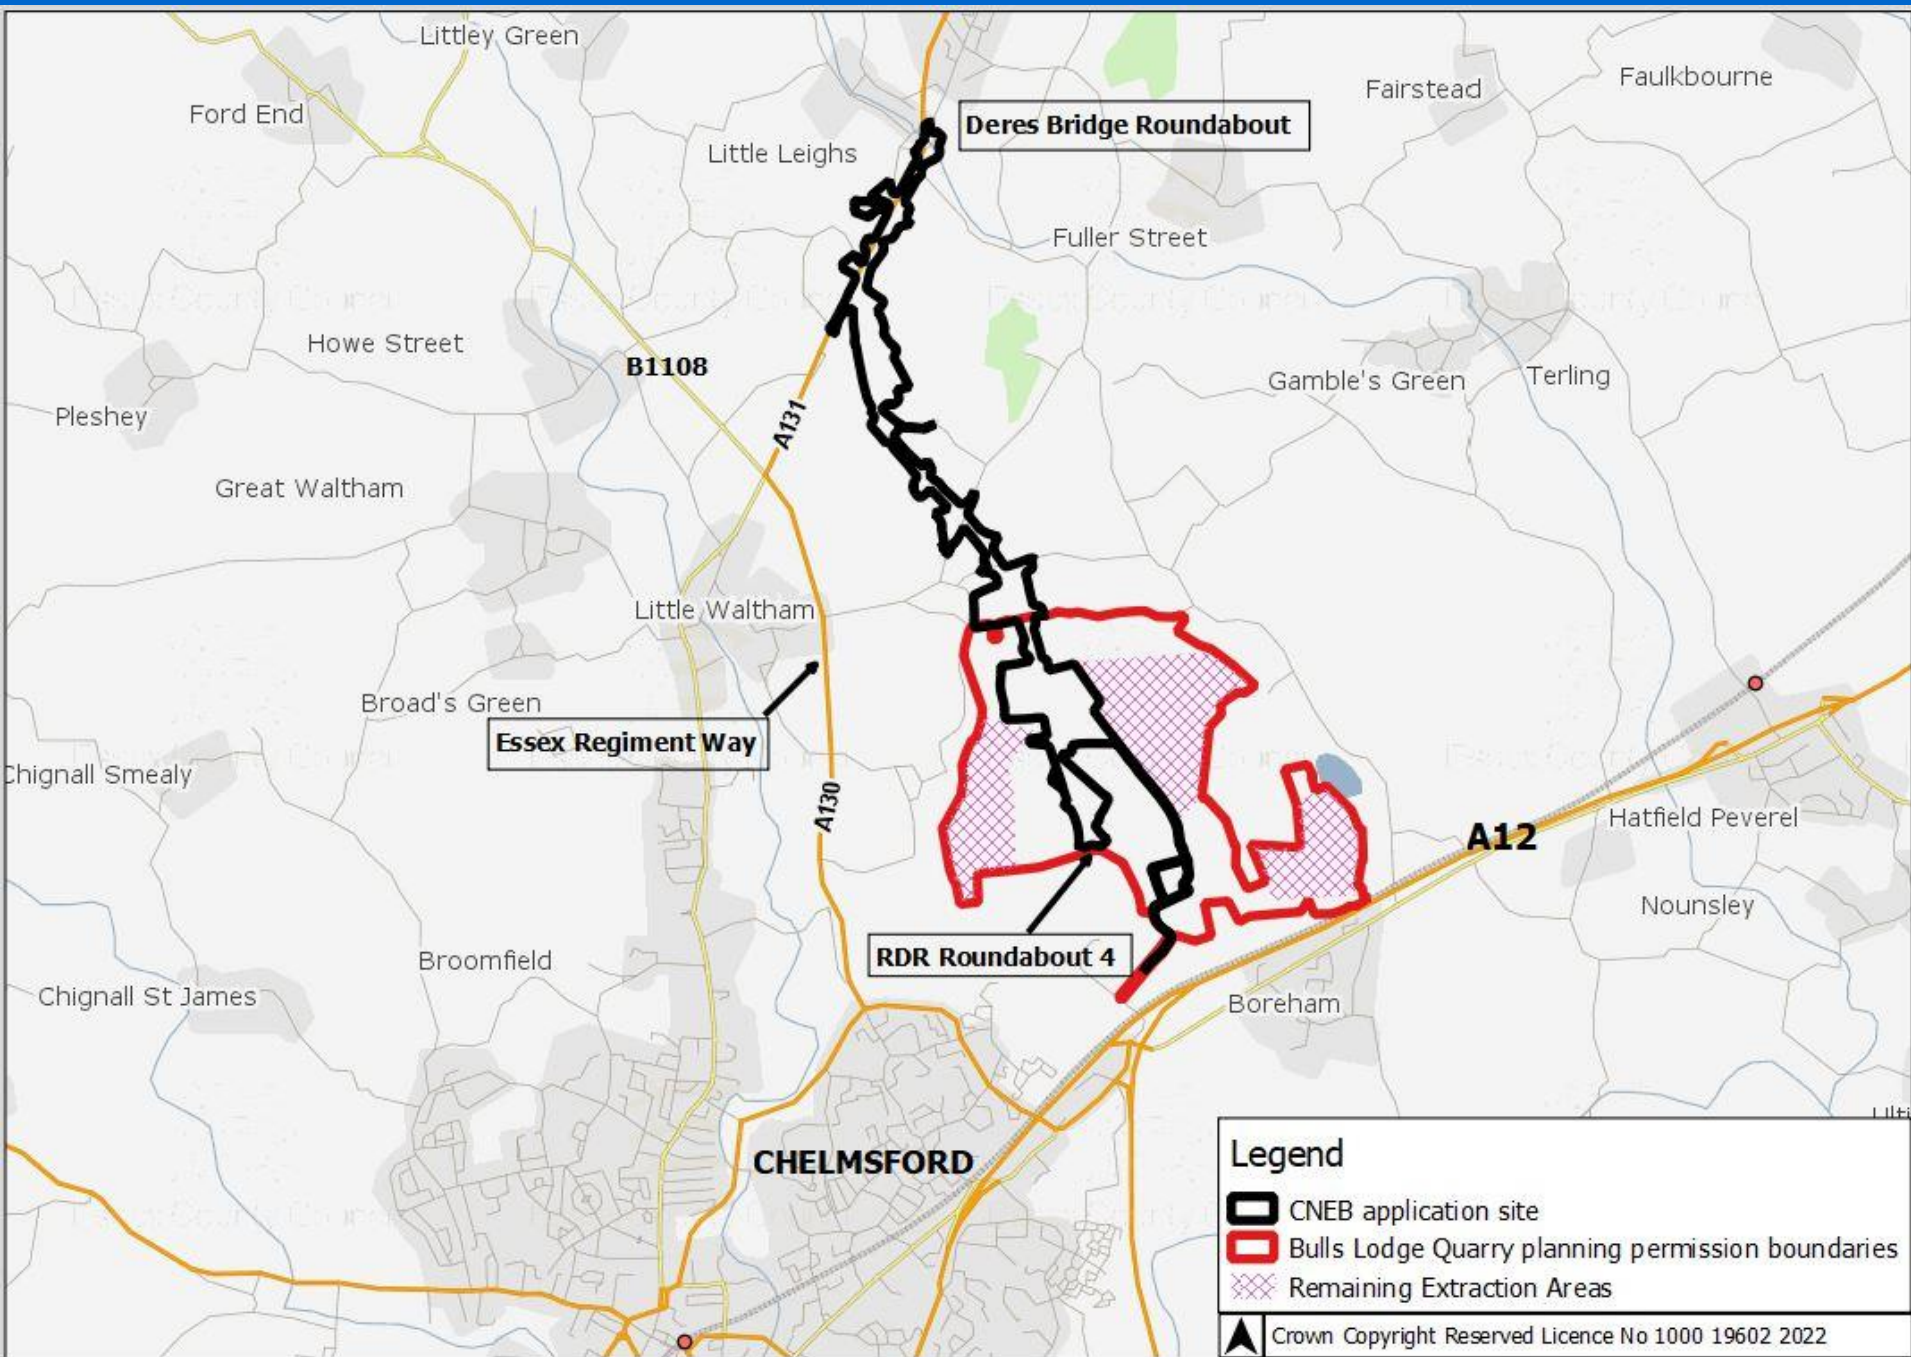 Littley Green
Faulkbourne
Fairstead
Ford End
Deres Bridge Roundabout
Little Leighs
Fuller Street
Howe Street
B1108
Gamble's Green
Terling
Pleshey
A131
Great Waltham
Little Waltham
Broad's Green
Essex Regiment Way
Chignall Smealy
A130
Hatfield Peverel
A12
Nounsley
RDR Roundabout 4
Broomfield
Chignall St James
Boreham
CHELMSFORD
Legend
CNEB application site
Bulls Lodge Quarry planning permission boundaries
Remaining Extraction Areas
Crown Copyright Reserved Licence No 1000 19602 2022